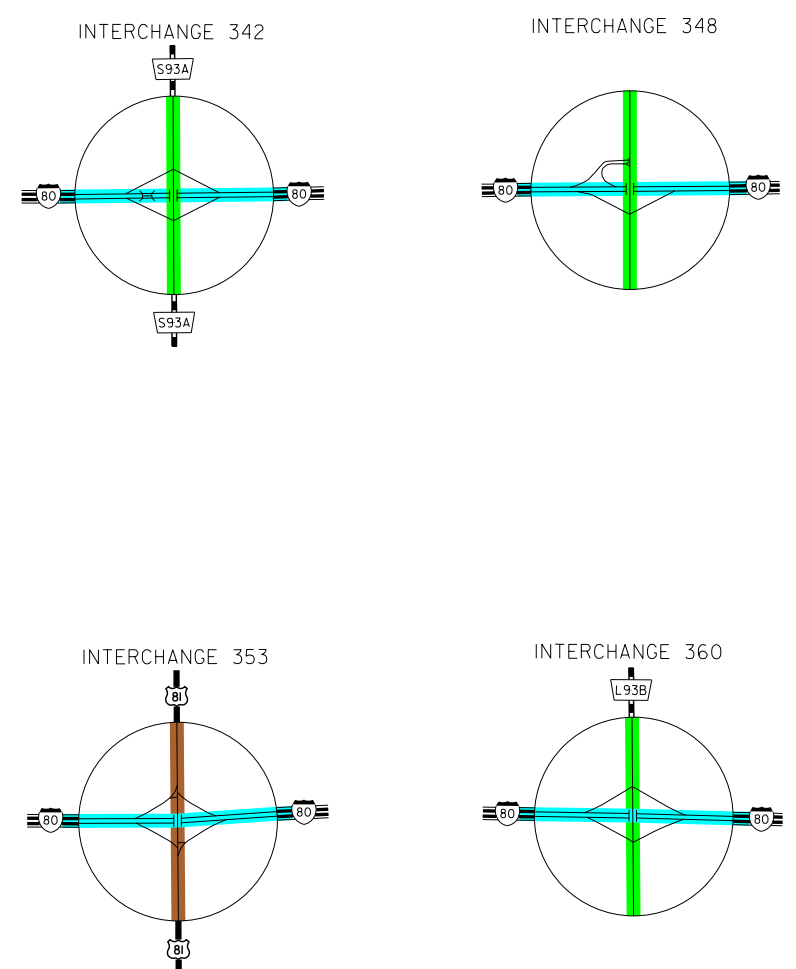 INTERCHANGE 342
S93A
80
80
S93A
INTERCHANGE 348
80
80
INTERCHANGE 353
81
80
80
81
INTERCHANGE 360
L93B
80
80